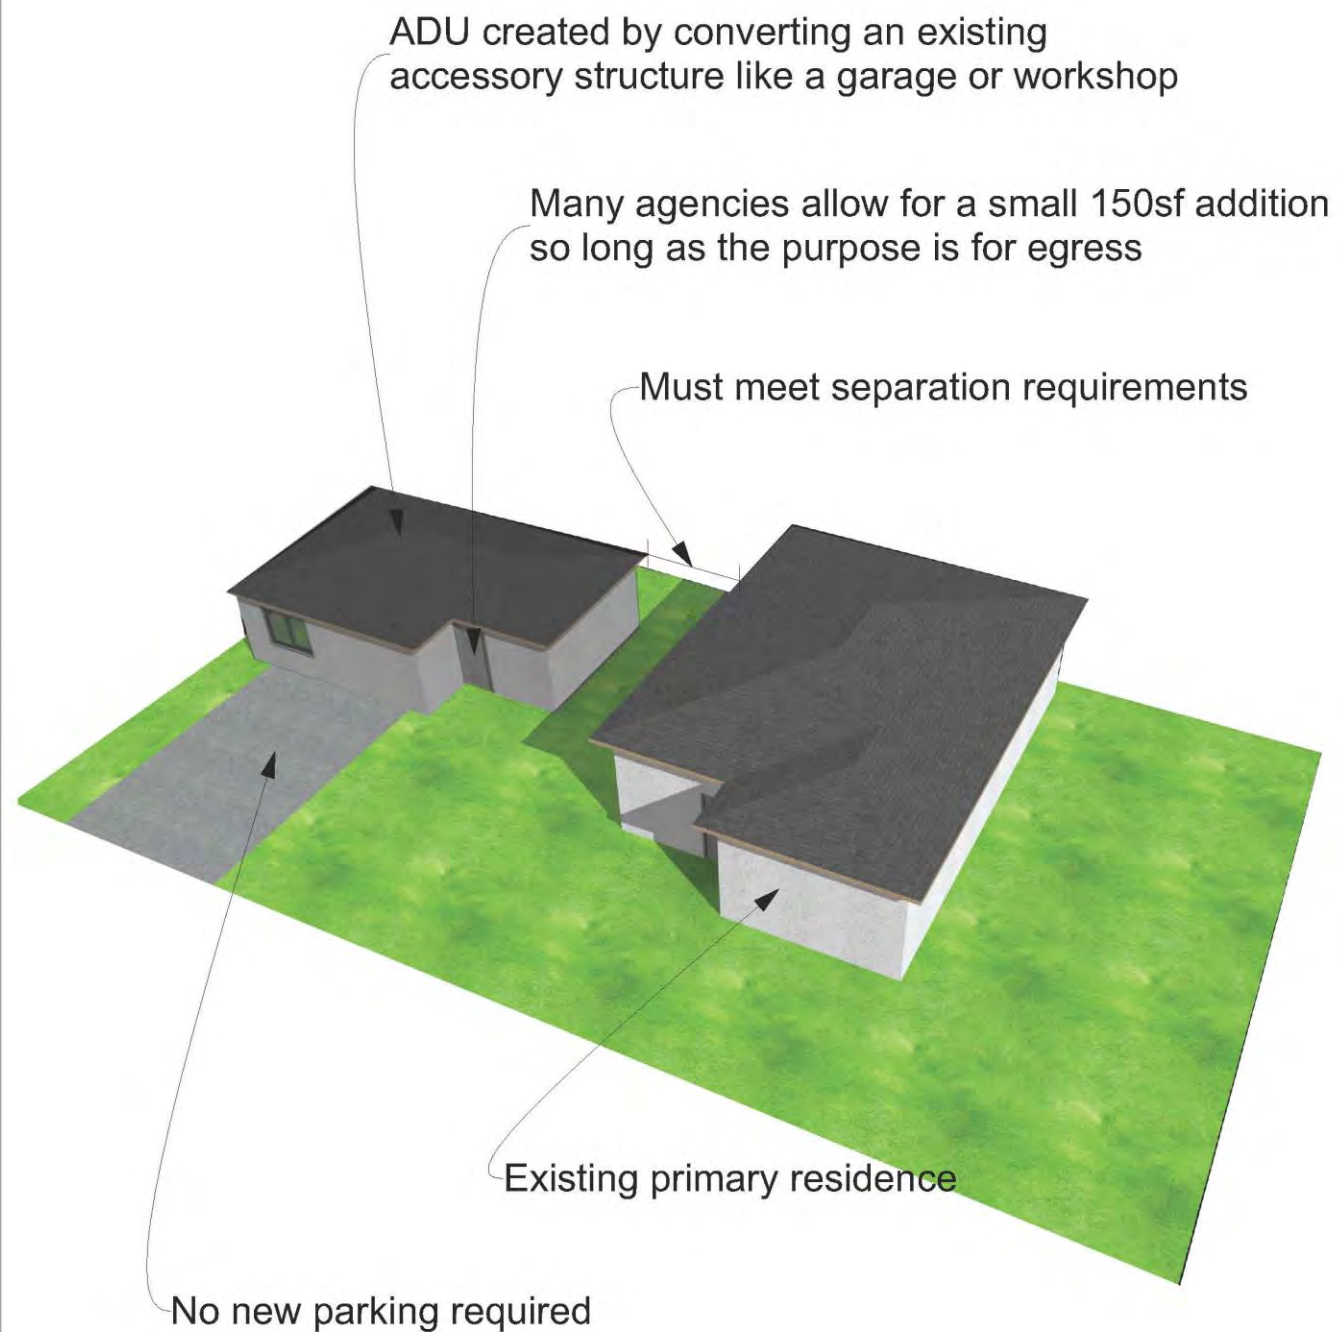 ADU created by converting an existing
accessory structure like a garage or workshop
Many agencies allow for a small 150sf addition
so long as the purpose is for egress
Must meet separation requirements
Existing primary residence
No new parking required